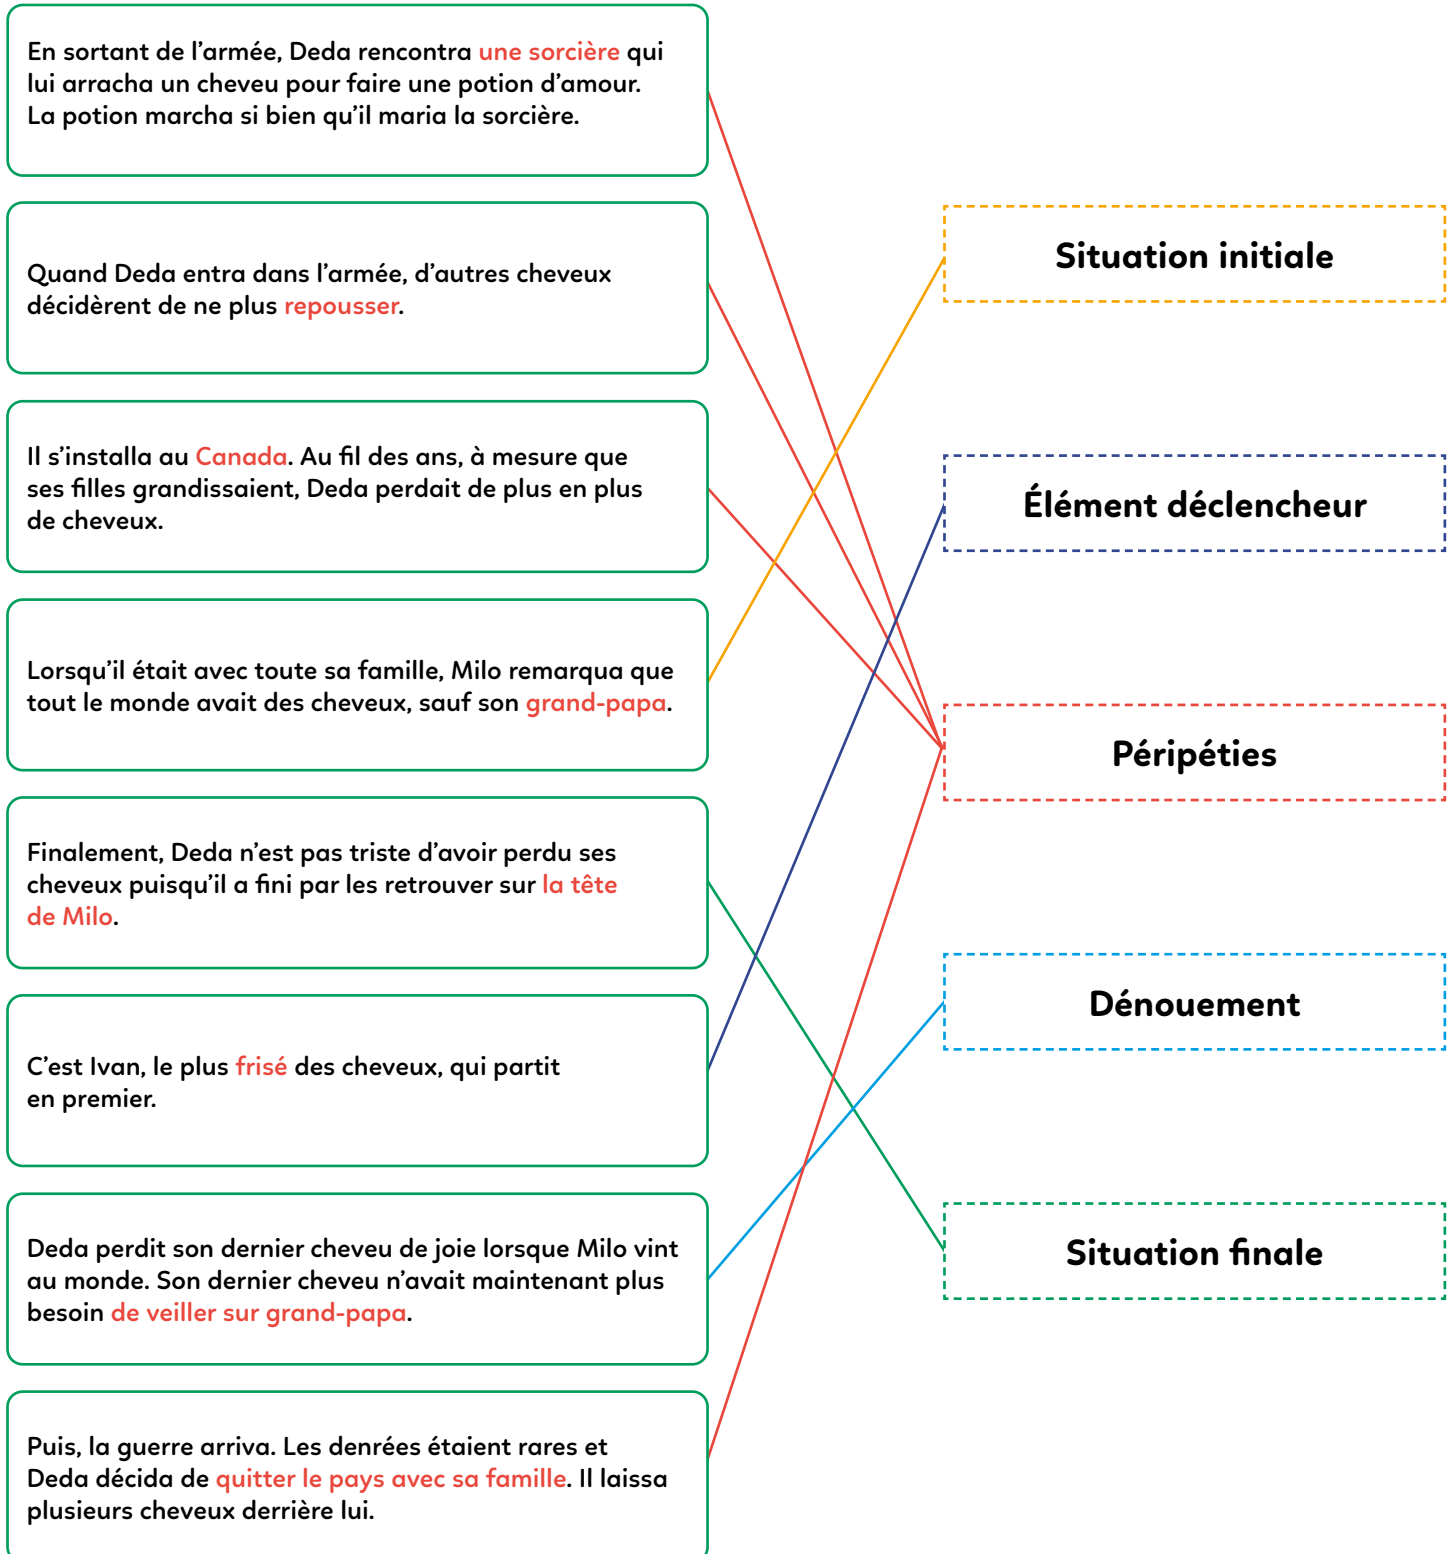 En sortant de l’armée, Deda rencontra une sorcière qui
lui arracha un cheveu pour faire une potion d’amour.
La potion marcha si bien qu’il maria la sorcière.
Quand Deda entra dans l’armée, d’autres cheveux
décidèrent de ne plus repousser.
Il s’installa au Canada. Au fil des ans, à mesure que
ses filles grandissaient, Deda perdait de plus en plus
de cheveux.
Lorsqu’il était avec toute sa famille, Milo remarqua que
tout le monde avait des cheveux, sauf son grand-papa.
Finalement, Deda n’est pas triste d’avoir perdu ses
cheveux puisqu’il a fini par les retrouver sur la tête
de Milo.
C’est Ivan, le plus frisé des cheveux, qui partit
en premier.
Deda perdit son dernier cheveu de joie lorsque Milo vint
au monde. Son dernier cheveu n’avait maintenant plus
besoin de veiller sur grand-papa.
Puis, la guerre arriva. Les denrées étaient rares et
Deda décida de quitter le pays avec sa famille. Il laissa
plusieurs cheveux derrière lui.
Situation initiale
Élément déclencheur
Péripéties
Dénouement
Situation finale